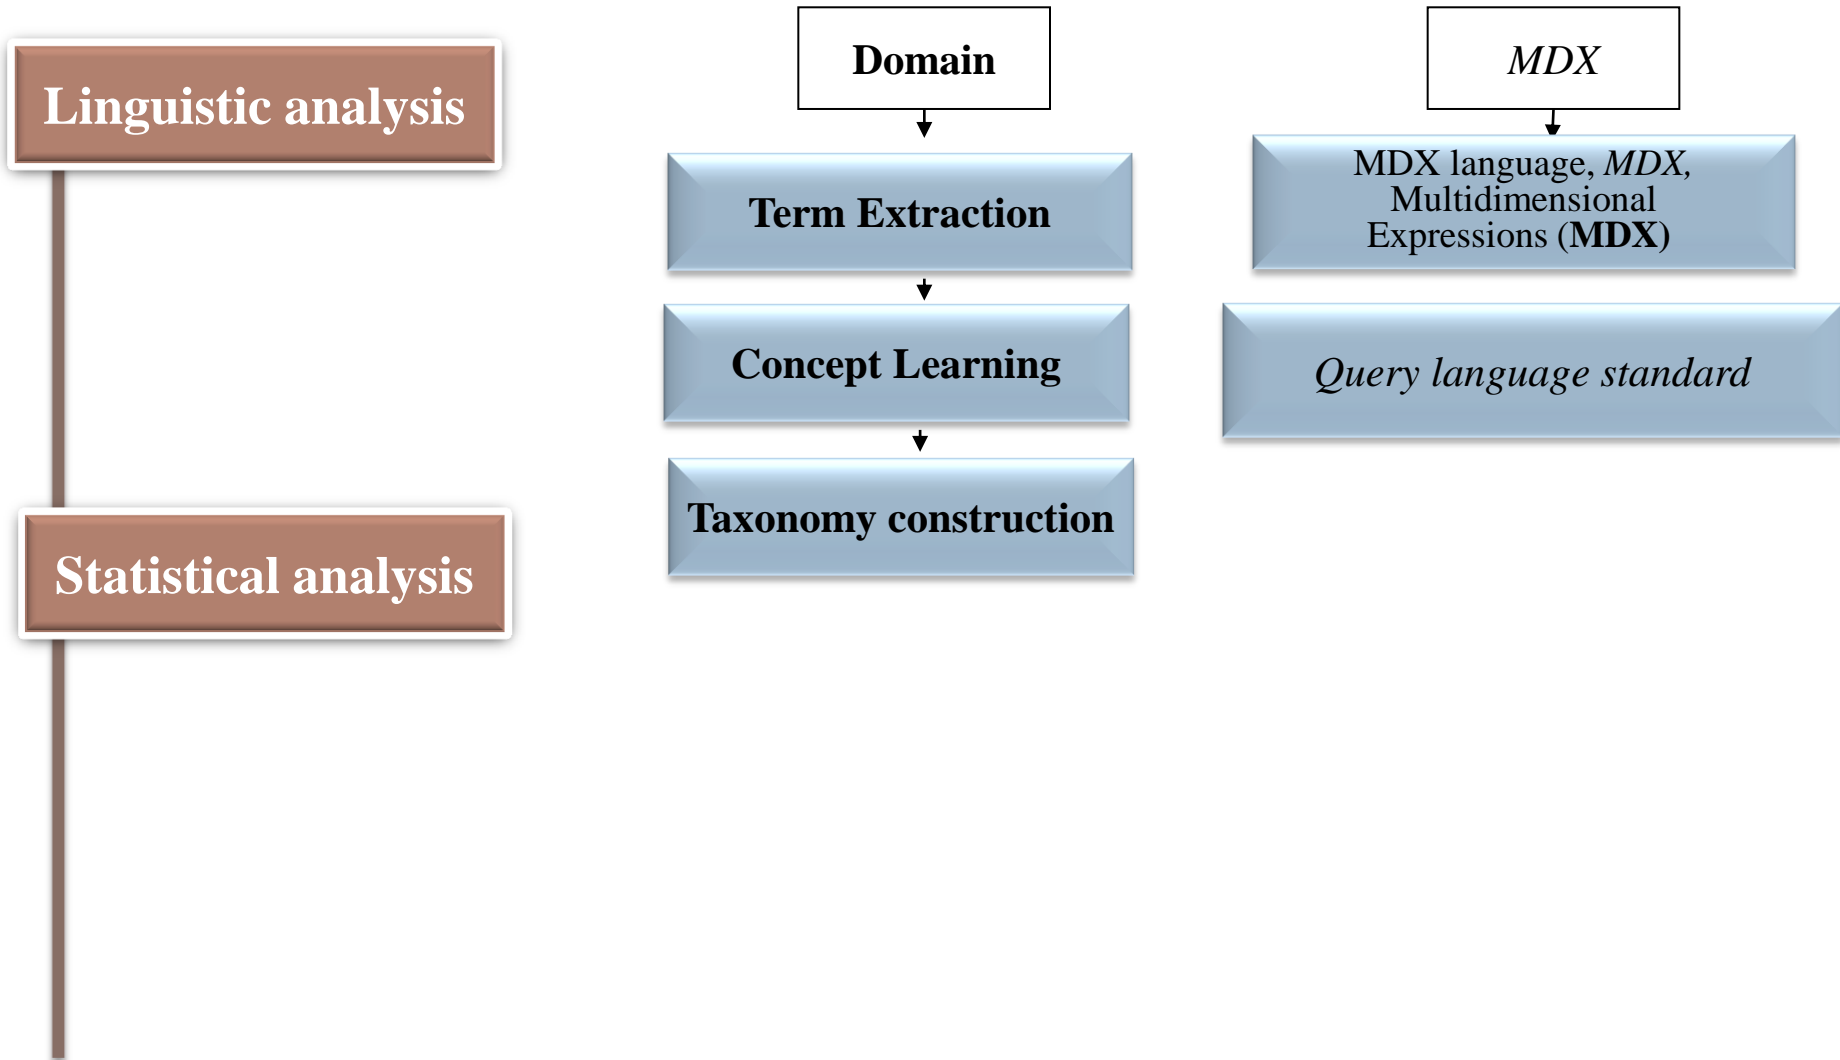 Linguistic analysis
Statistical analysis
Domain
Term Extraction
Concept Learning
Taxonomy construction
MDX
MDX language, MDX,
Multidimensional
Expressions (MDX)
Query language standard